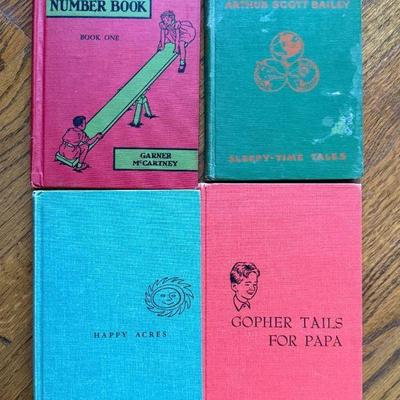 NUMBER BOOK
BOOK ONE
GARNER
McCARTNEY
ARTHUR SCOTT BAILEY
SLEEPY-TIME TALES
HAPPY ACRES
GOPHER TAILS
FOR PAPA